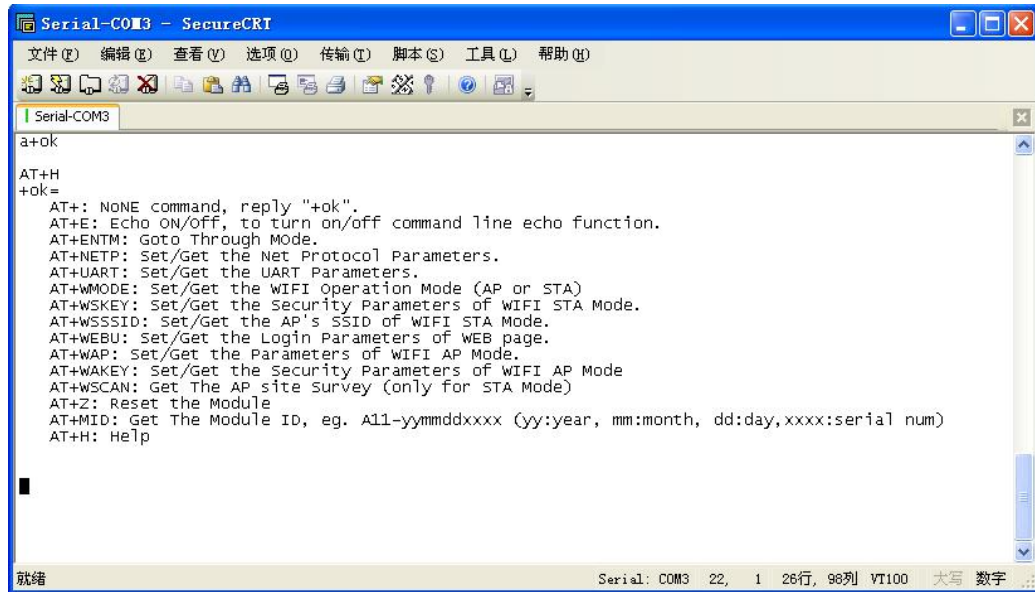 Serial-COM3 - SecureCRT
文件(F) 编辑(E) 查看(V) 选项(O) 传输(T) 脚本(S) 工具(L) 帮助(H)
Serial-COM3
a+ok
AT+H
+ok=
AT+: NONE command, reply "+ok".
AT+E: Echo ON/Off, to turn on/off command line echo function.
AT+ENTM: Goto Through MOde.
AT+NETP: Set/Get the Net Protocol Parameters.
AT+UART: Set/Get the UART Parameters.
AT+WMODE: Set/Get the WIFI Operation Mode (AP or STA)
AT+WSKEY: Set/Get the Security Parameters of WIFI STA Mode.
AT+WSSSID: Set/Get the AP's SSID of WIFI STA Mode.
AT+WEBU: Set/Get the Login Parameters of WEB page.
AT+WAP: Set/Get the Parameters of WIFI AP Mode.
AT+WAKEY: Set/Get the Security Parameters of WIFI AP Mode
AT+WSCAN: Get The AP site Survey (only for STA Mode)
AT+Z: Reset the Module
AT+MID: Get The Module ID, eg. A11-yymmddxxxx (yy:year, mm:month, dd:day,xxxx:serial num)
AT+H: Help
就绪 Serial: COM3 22, 1 26行, 98列 VT100 大写 数字